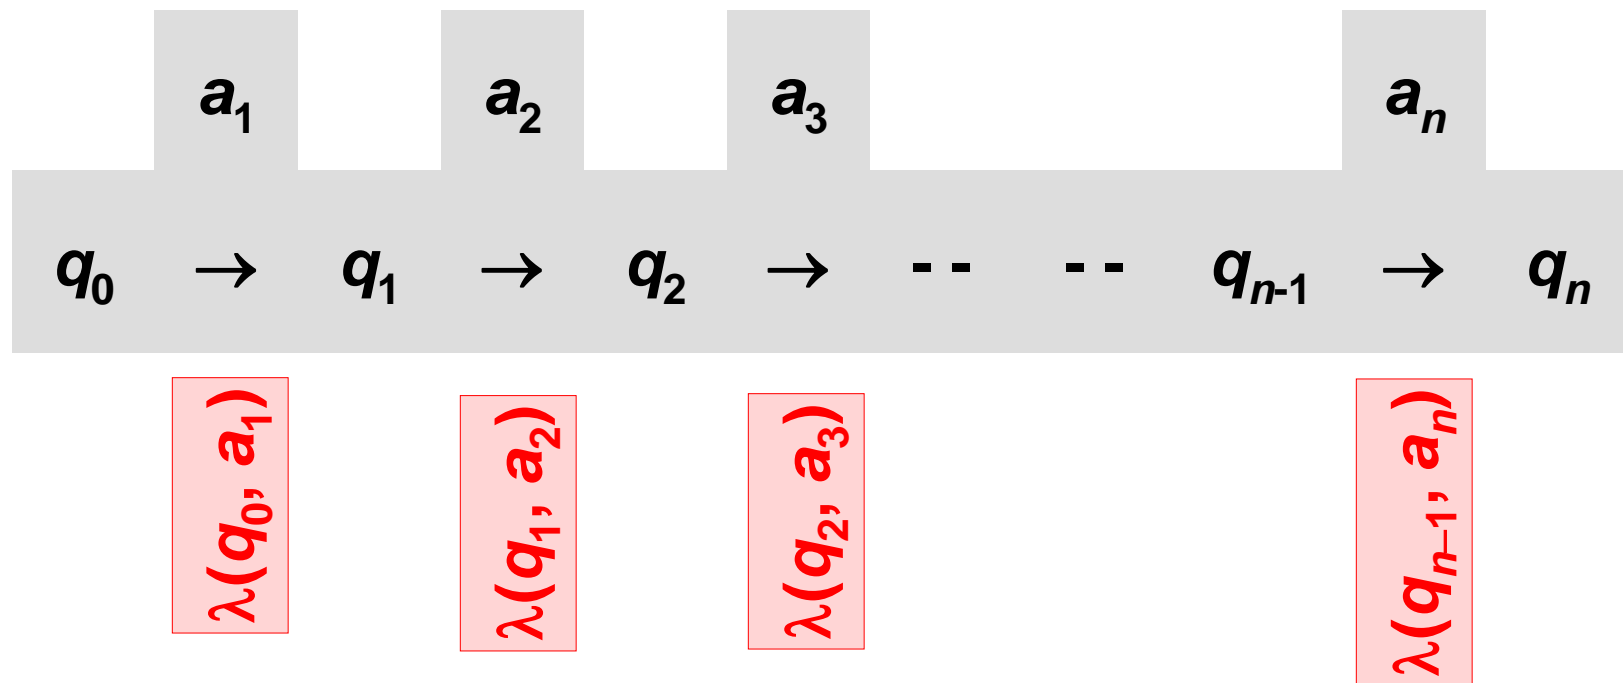 a₁ a₂ a₃ aₙ
q₀ → q₁ → q₂ → - - - - qₙ₋₁ → qₙ
λ(q₀, a₁)
λ(q₁, a₂)
λ(q₂, a₃)
λ(qₙ₋₁, aₙ)